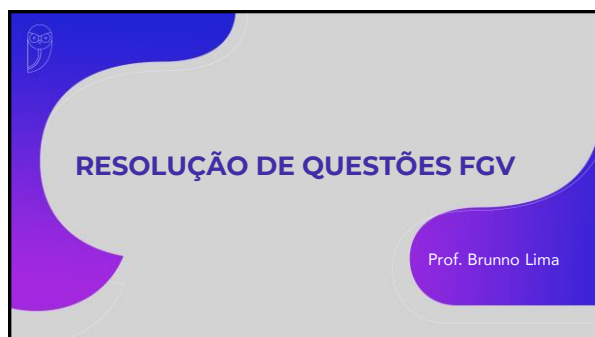 RESOLUÇÃO DE QUESTÕES FGV
Prof. Brunno Lima